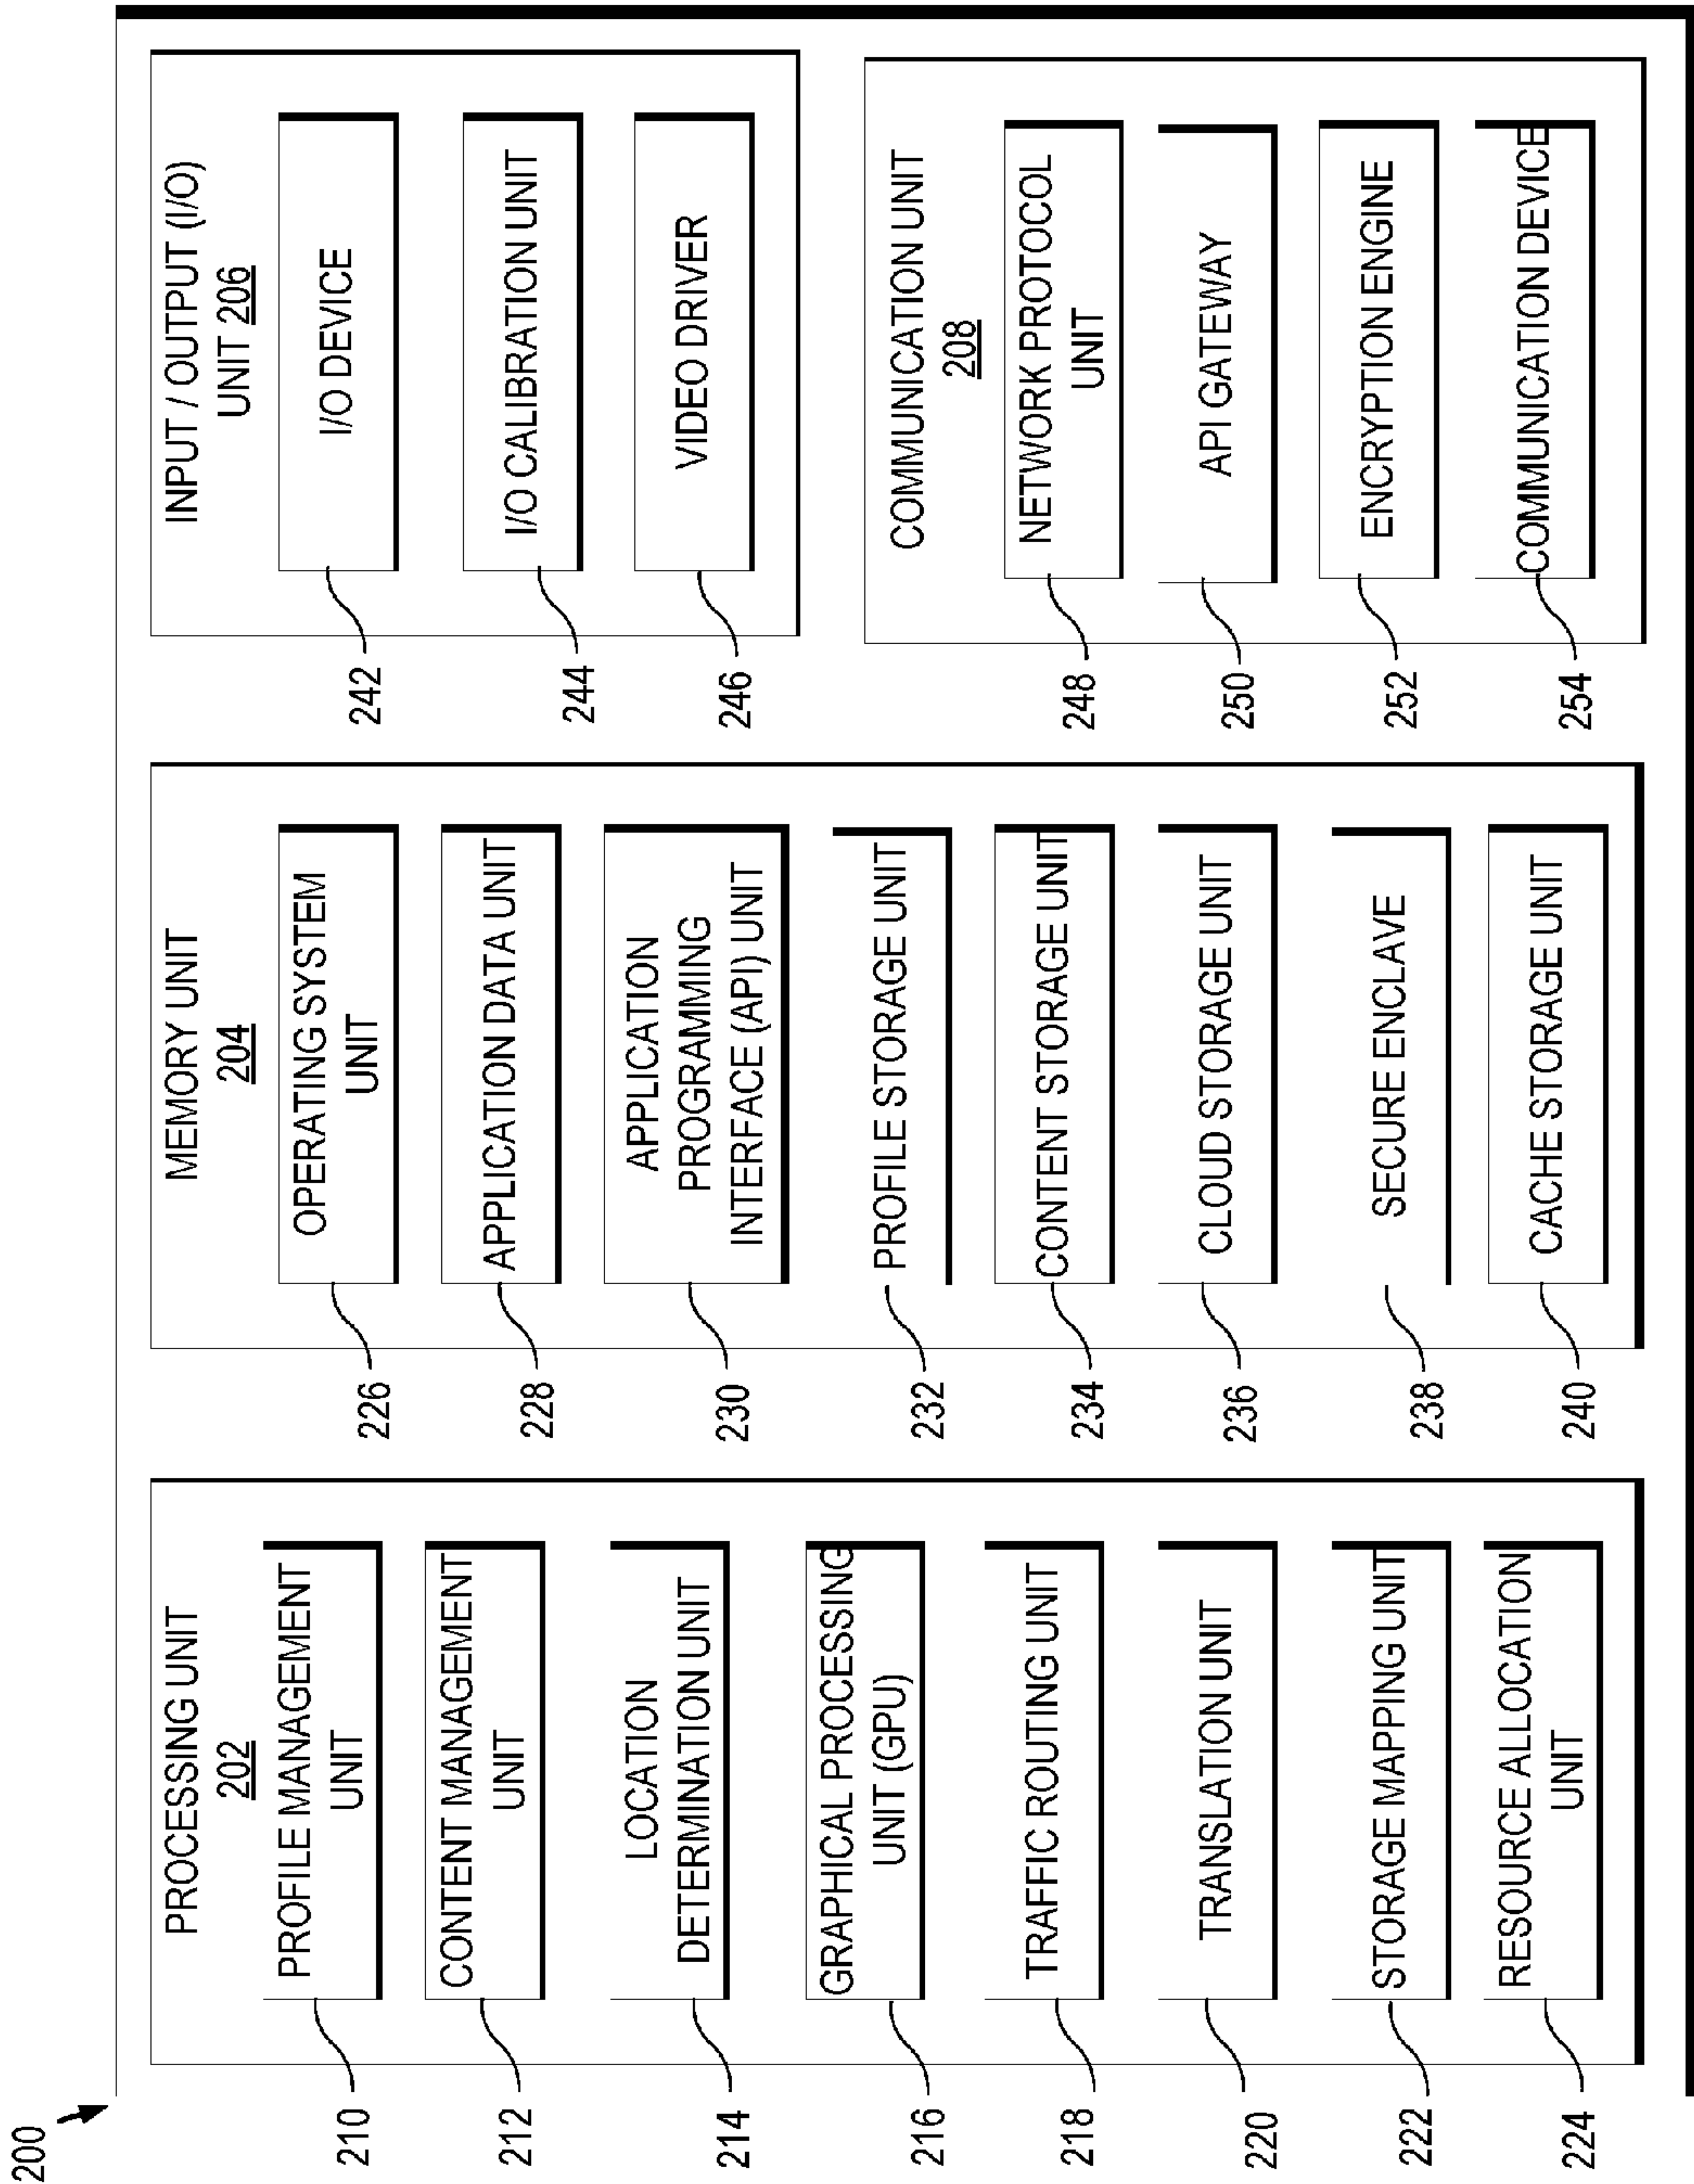 200
PROCESSING UNIT
202
210
PROFILE MANAGEMENT
UNIT
212
CONTENT MANAGEMENT
UNIT
214
LOCATION
DETERMINATION UNIT
216
GRAPHICAL PROCESSING
UNIT (GPU)
218
TRAFFIC ROUTING UNIT
220
TRANSLATION UNIT
222
STORAGE MAPPING UNIT
224
RESOURCE ALLOCATION
UNIT
MEMORY UNIT
204
226
OPERATING SYSTEM
UNIT
228
APPLICATION DATA UNIT
230
APPLICATION
PROGRAMMING
INTERFACE (API) UNIT
232
PROFILE STORAGE UNIT
234
CONTENT STORAGE UNIT
236
CLOUD STORAGE UNIT
238
SECURE ENCLAVE
240
CACHE STORAGE UNIT
INPUT / OUTPUT (I/O)
UNIT 206
242
I/O DEVICE
244
I/O CALIBRATION UNIT
246
VIDEO DRIVER
COMMUNICATION UNIT
208
248
NETWORK PROTOCOL
UNIT
250
API GATEWAY
252
ENCRYPTION ENGINE
254
COMMUNICATION DEVICE